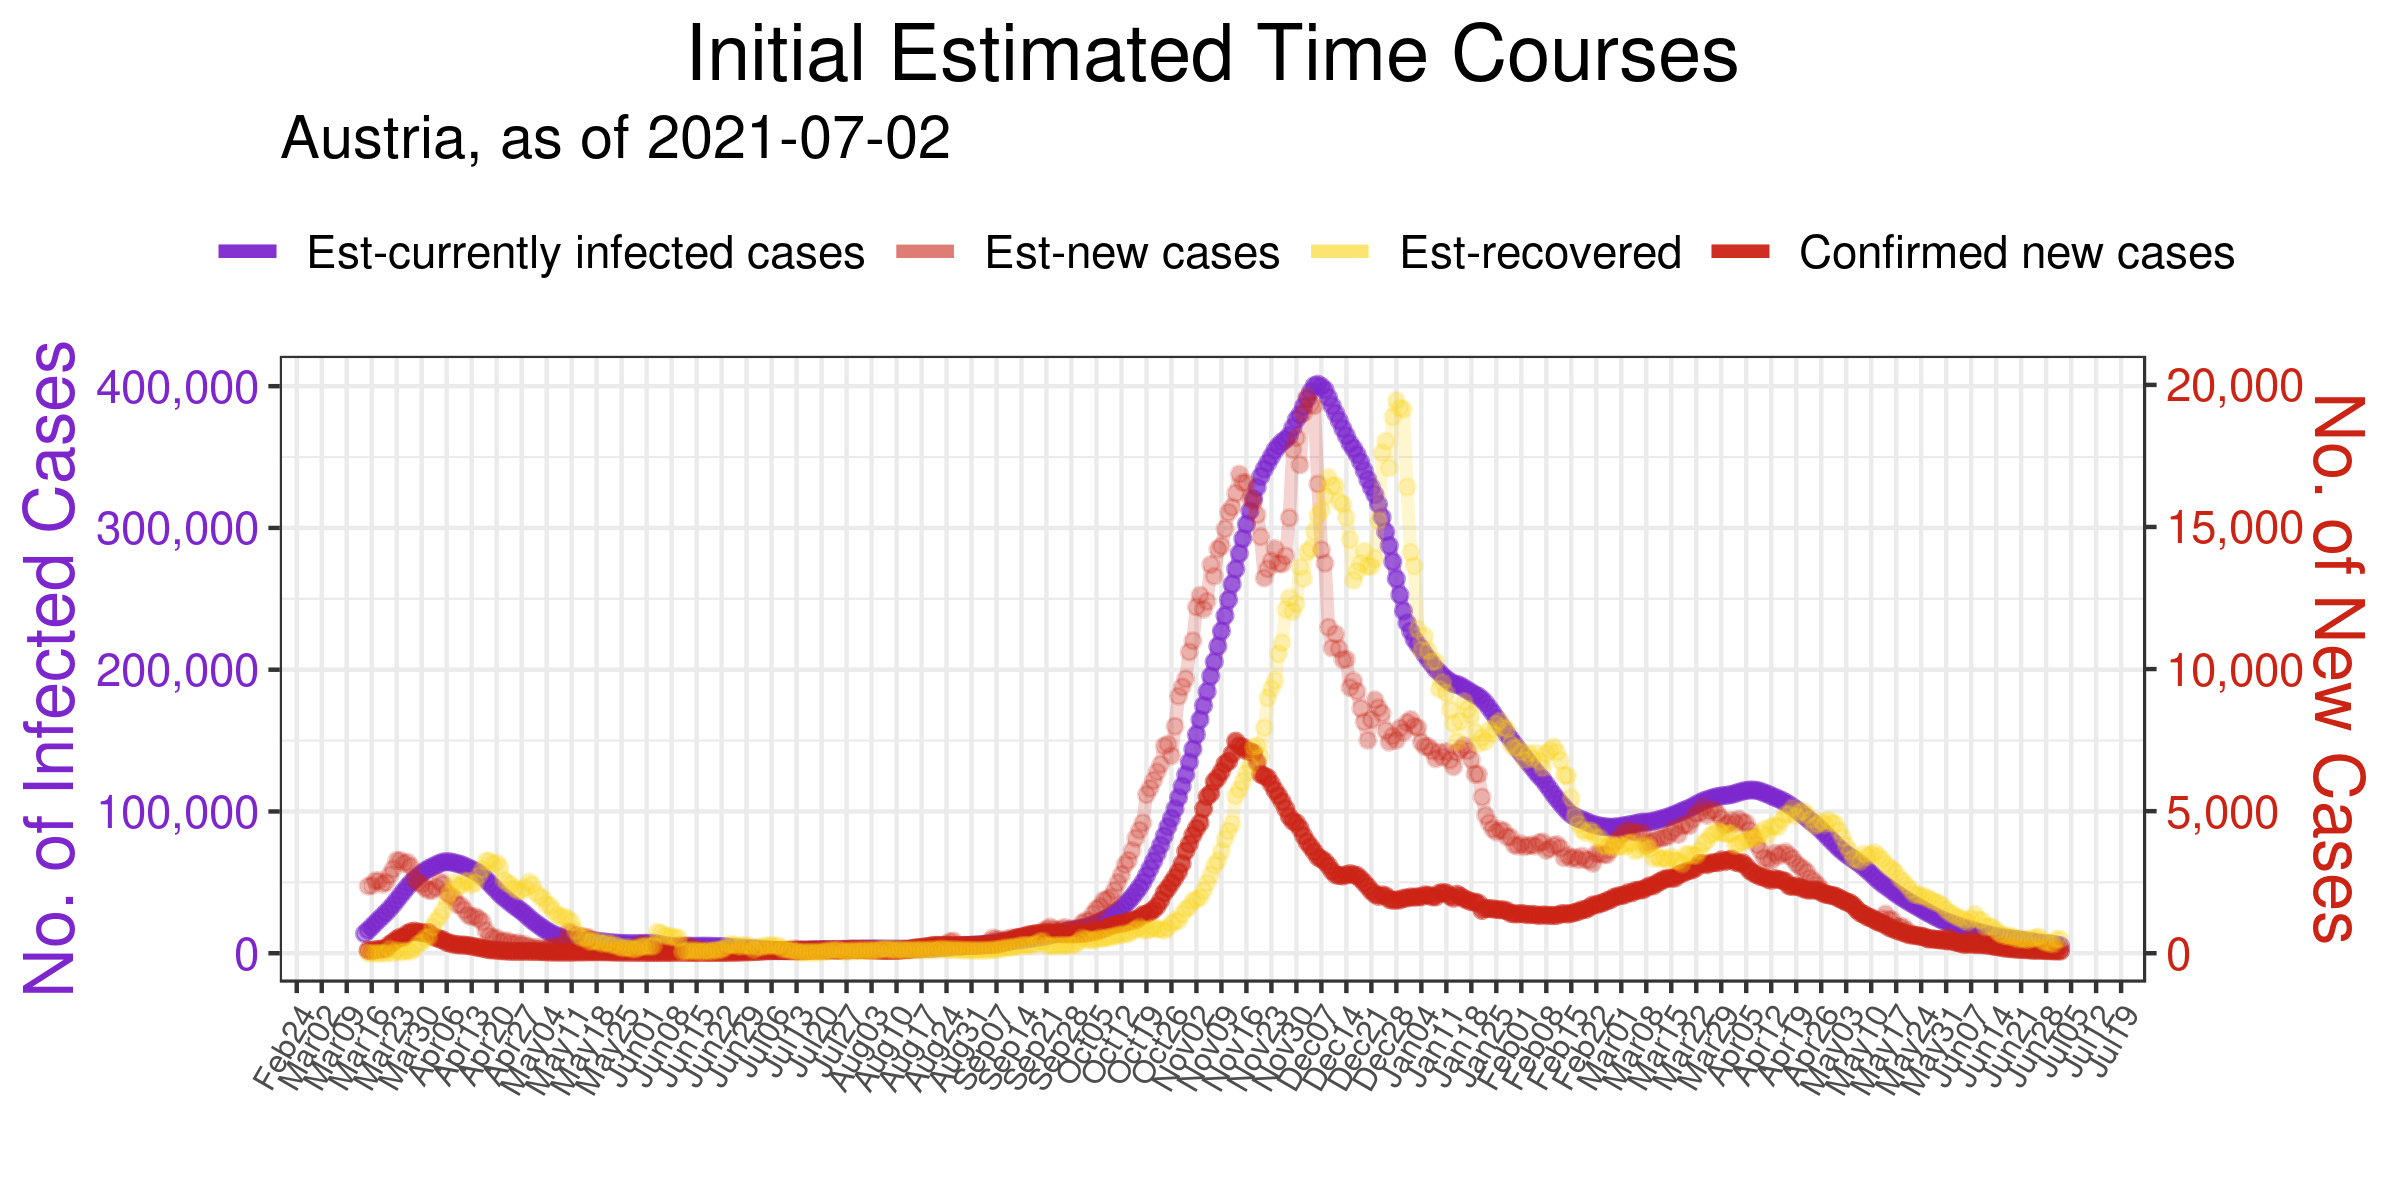 Initial Estimated Time Courses
Austria, as of 2021-07-02
Est-currently infected cases
Est-new cases
Est-recovered
Confirmed new cases
No. of Infected Cases
400,000
300,000
200,000
100,000
0
20,000
15,000
10,000
5,000
0
No. of New Cases
Feb24
Mar02
Mar09
Mar16
Mar23
Mar30
Apr06
Apr13
Apr20
Apr27
May04
May11
May18
May25
Jun01
Jun08
Jun15
Jun22
Jun29
Jul06
Jul13
Jul20
Jul27
Aug03
Aug10
Aug17
Aug24
Aug31
Sep07
Sep14
Sep21
Sep28
Oct05
Oct12
Oct19
Oct26
Nov02
Nov09
Nov16
Nov23
Nov30
Dec07
Dec14
Dec21
Dec28
Jan04
Jan11
Jan18
Jan25
Feb01
Feb08
Feb15
Feb22
Mar01
Mar08
Mar15
Mar22
Mar29
Apr05
Apr12
Apr19
Apr26
May03
May10
May17
May24
May31
Jun07
Jun14
Jun21
Jun28
Jul05
Jul12
Jul19